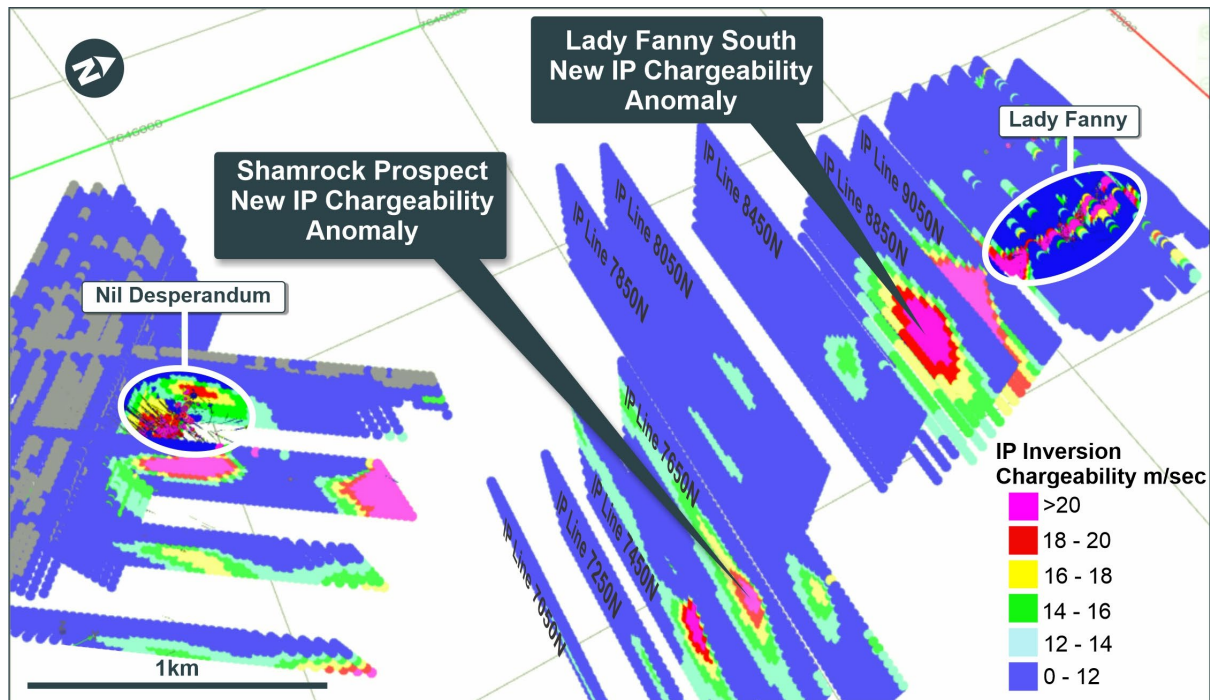 7648000
Lady Fanny South
New IP Chargeability
Anomaly
N
7646000
Lady Fanny
Shamrock Prospect
New IP Chargeability
Anomaly
Nil Desperandum
IP Line 7850N
IP Line 8050N
IP Line 8450N
IP Line 8850N
IP Line 9050N
IP Line 7650N
IP Line 7450N
IP Line 7250N
IP Line 7050N
IP Inversion
Chargeability m/sec
>20
18 - 20
16 - 18
14 - 16
12 - 14
0 - 12
1km